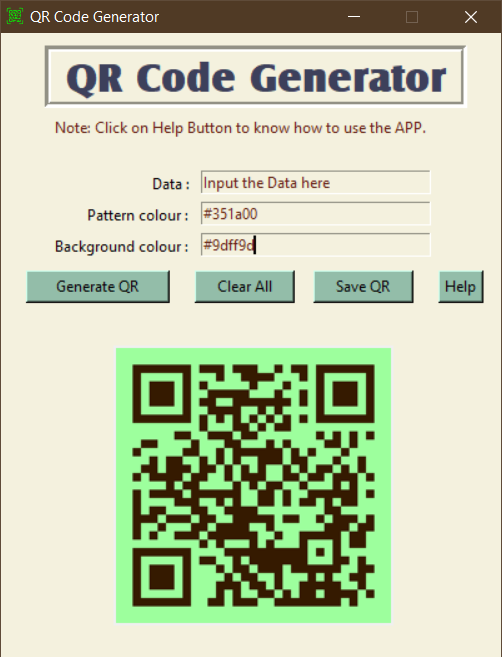 QR Code Generator
QR Code Generator
Note: Click on Help Button to know how to use the APP.
Data : Input the Data here
Pattern colour : #351a00
Background colour : #9dff9d
Generate QR Clear All Save QR Help